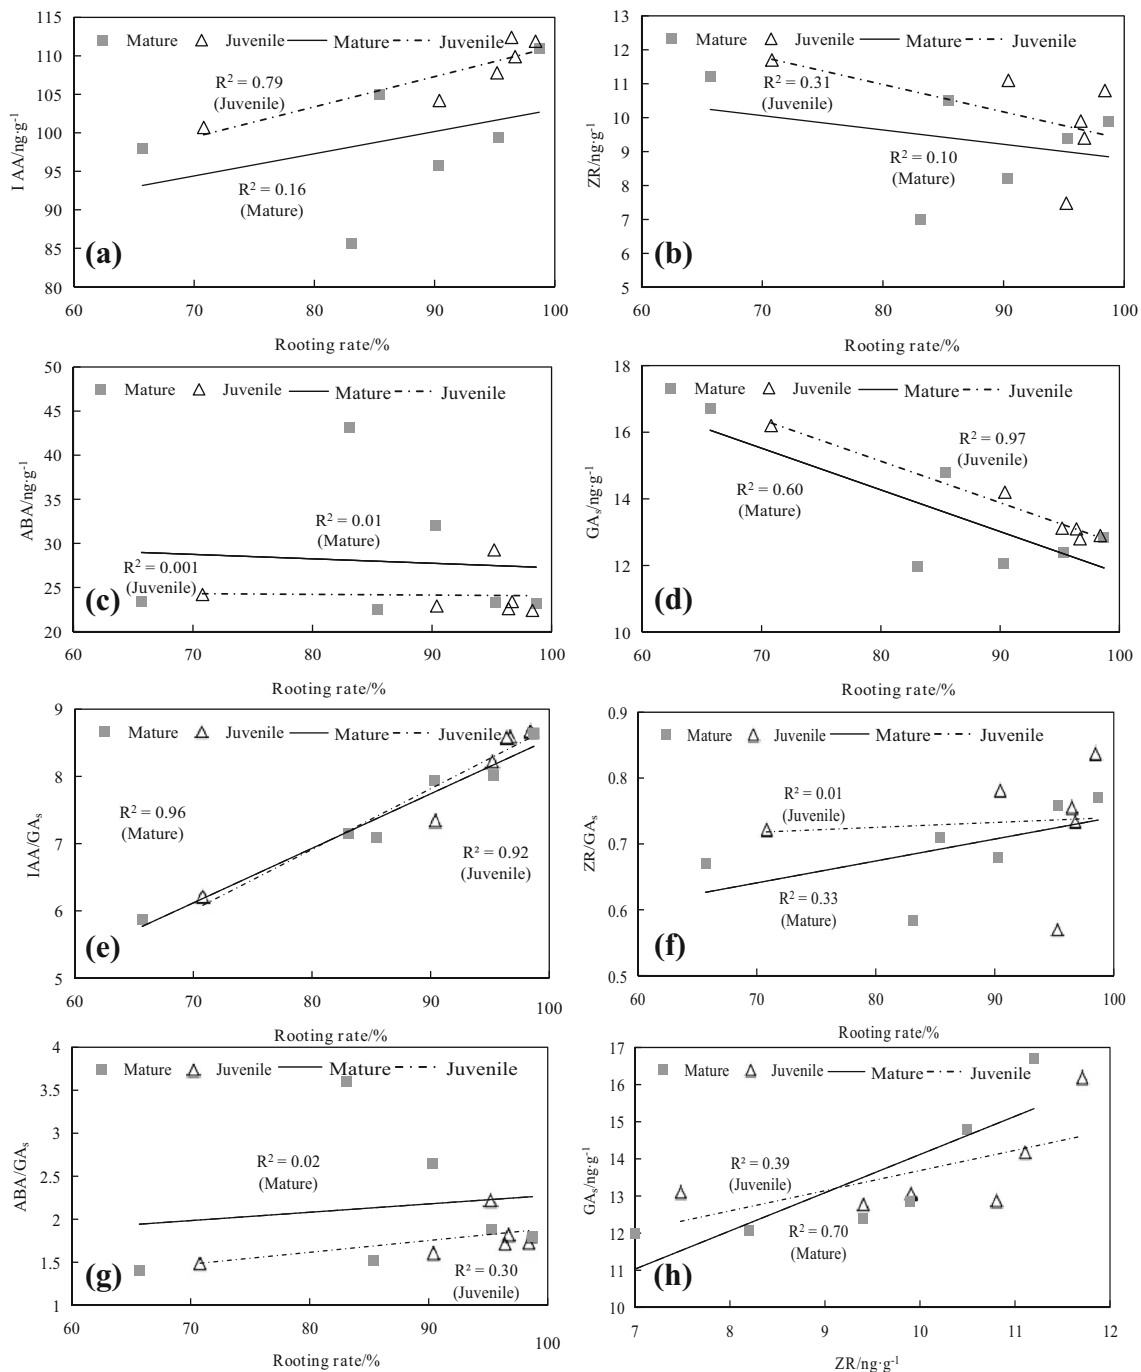 115
110
105
100
95
90
85
80
I AA/ng·g-1
Mature Juvenile Mature Juvenile
R2 = 0.79
(Juvenile)
R2 = 0.16
(Mature)
(a)
60 70 80 90 100
Rooting rate/%
13
12
11
10
9
8
7
6
5
ZR/ng·g-1
Mature Juvenile Mature Juvenile
R2 = 0.31
(Juvenile)
R2 = 0.10
(Mature)
(b)
60 70 80 90 100
Rooting rate/%
50
45
40
35
30
25
20
ABA/ng·g-1
Mature Juvenile Mature Juvenile
R2 = 0.01
(Mature)
R2 = 0.001
(Juvenile)
(c)
60 70 80 90 100
Rooting rate/%
18
16
14
12
10
GAs/ng·g-1
Mature Juvenile Mature Juvenile
R2 = 0.97
(Juvenile)
R2 = 0.60
(Mature)
(d)
60 70 80 90 100
Rooting rate/%
9
8
7
6
5
IAA/GAs
Mature Juvenile Mature Juvenile
R2 = 0.96
(Mature)
R2 = 0.92
(Juvenile)
(e)
60 70 80 90 100
Rooting rate/%
0.9
0.8
0.7
0.6
0.5
ZR/GAs
Mature Juvenile Mature Juvenile
R2 = 0.01
(Juvenile)
R2 = 0.33
(Mature)
(f)
60 70 80 90 100
Rooting rate/%
4
3.5
3
2.5
2
1.5
1
ABA/GAs
Mature Juvenile Mature Juvenile
R2 = 0.02
(Mature)
R2 = 0.30
(Juvenile)
(g)
60 70 80 90 100
Rooting rate/%
17
16
15
14
13
12
11
10
GAs/ng·g-1
Mature Juvenile Mature Juvenile
R2 = 0.39
(Juvenile)
R2 = 0.70
(Mature)
(h)
7 8 9 10 11 12
ZR/ng·g-1